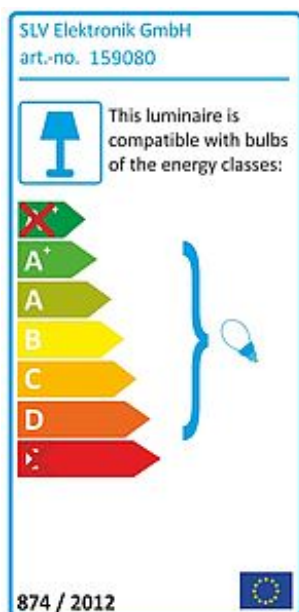 SLV Elektronik GmbH
art.-no. 159080
This luminaire is
compatible with bulbs
of the energy classes:
A⁺
A
B
C
D
874 / 2012